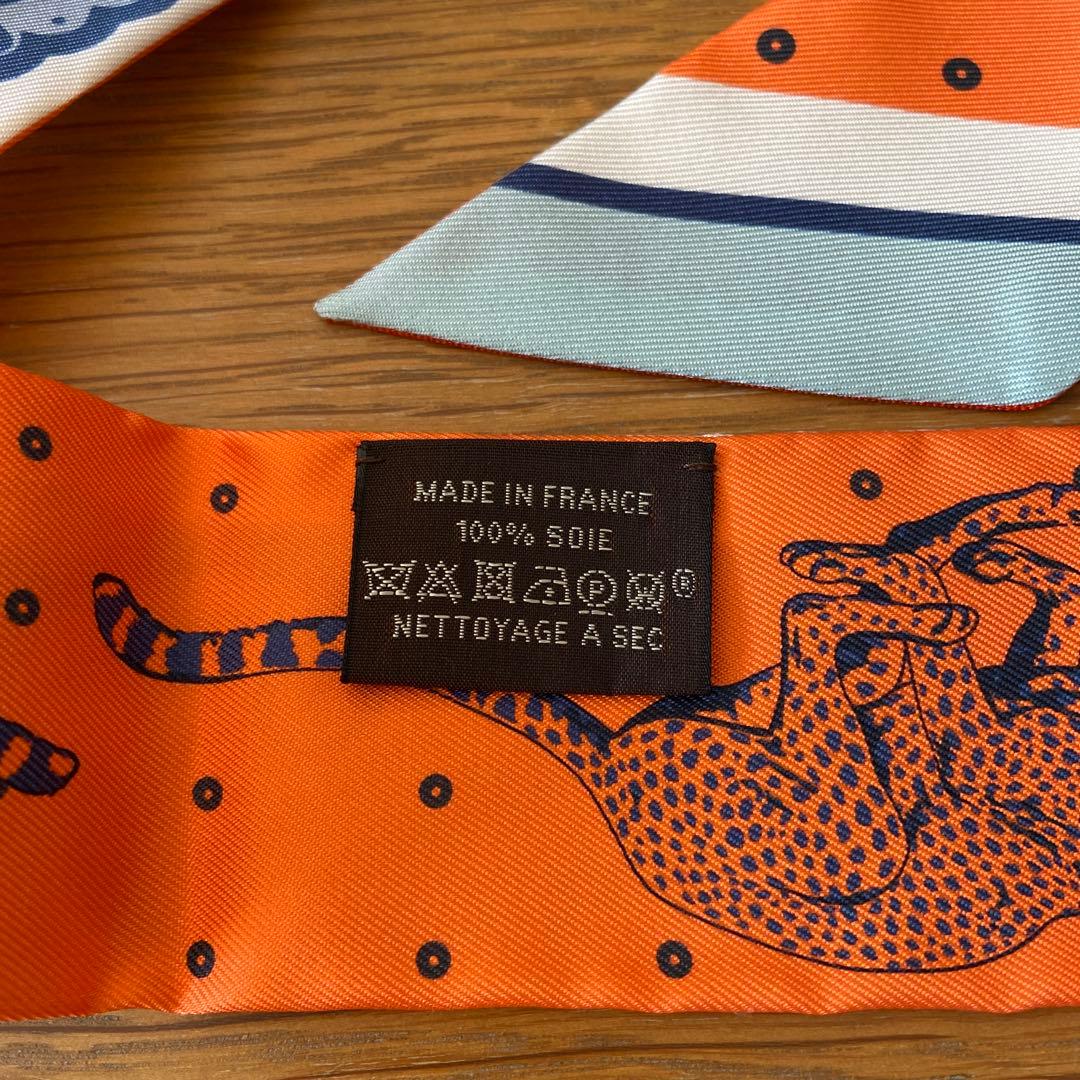 MADE IN FRANCE
100% SOIE
P ®
NETTOYAGE A SEC